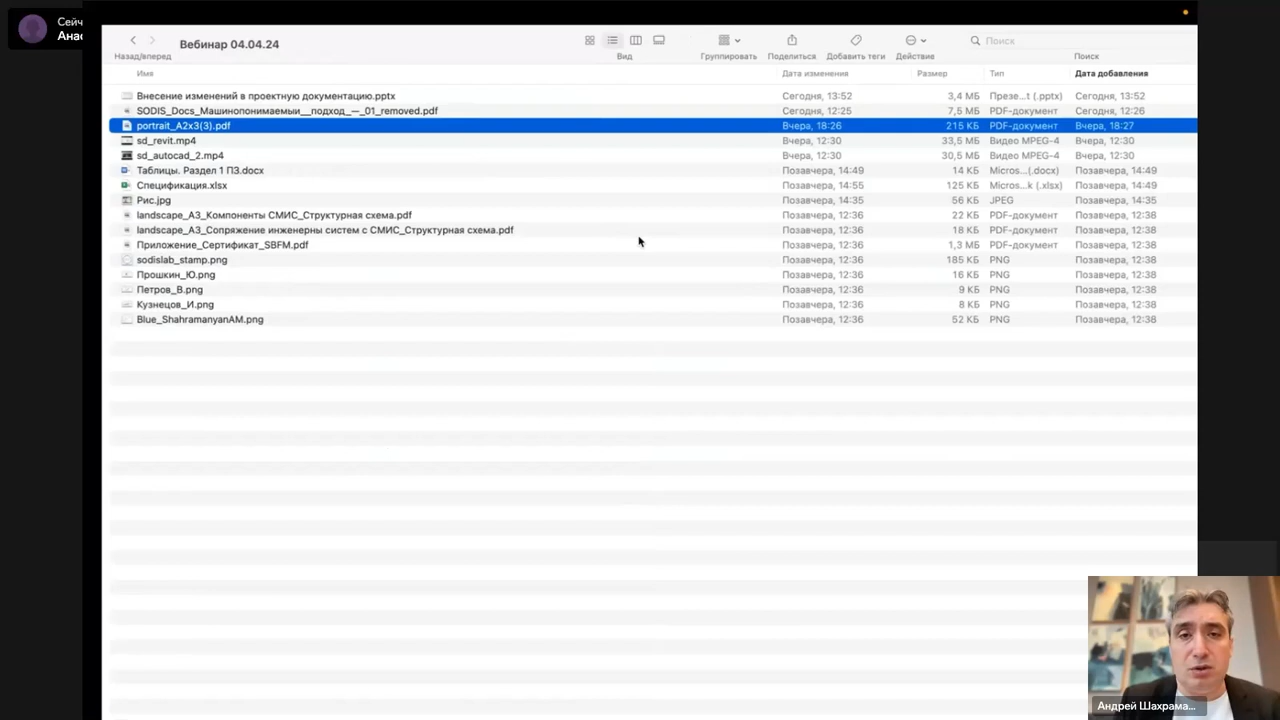 Сейч
Анас
Вебинар 04.04.24
Назад/вперед
Вид
Группировать
Поделиться
Добавить теги
Действие
Поиск
Поиск
Имя Дата изменения Размер Тип Дата добавления
Внесение изменений в проектную документацию.pptx Сегодня, 13:52 3,4 МБ Презе...t (.pptx) Сегодня, 13:52
SODIS_Docs_Машинопонимаемыи__подход_—_01_removed.pdf Сегодня, 12:25 7,5 МБ PDF-документ Сегодня, 12:26
portrait_A2x3(3).pdf Вчера, 18:26 215 КБ PDF-документ Вчера, 18:27
sd_revit.mp4 Вчера, 12:30 33,5 МБ Видео MPEG-4 Вчера, 12:30
sd_autocad_2.mp4 Вчера, 12:30 30,5 МБ Видео MPEG-4 Вчера, 12:30
Таблицы. Раздел 1 ПЗ.docx Позавчера, 14:49 14 КБ Micros...(.docx) Позавчера, 14:49
Спецификация.xlsx Позавчера, 14:55 125 КБ Micros...k (.xlsx) Позавчера, 14:49
Рис.jpg Позавчера, 14:35 56 КБ JPEG Позавчера, 14:35
landscape_A3_Компоненты СМИС_Структурная схема.pdf Позавчера, 12:36 22 КБ PDF-документ Позавчера, 12:38
landscape_A3_Сопряжение инженерны систем с СМИС_Структурная схема.pdf Позавчера, 12:36 18 КБ PDF-документ Позавчера, 12:38
Приложение_Сертификат_SBFM.pdf Позавчера, 12:36 1,3 МБ PDF-документ Позавчера, 12:38
sodislab_stamp.png Позавчера, 12:36 185 КБ PNG Позавчера, 12:38
Прошкин_Ю.png Позавчера, 12:36 16 КБ PNG Позавчера, 12:38
Петров_В.png Позавчера, 12:36 9 КБ PNG Позавчера, 12:38
Кузнецов_И.png Позавчера, 12:36 8 КБ PNG Позавчера, 12:38
Blue_ShahramanyanAM.png Позавчера, 12:36 52 КБ PNG Позавчера, 12:38
Андрей Шахрама...